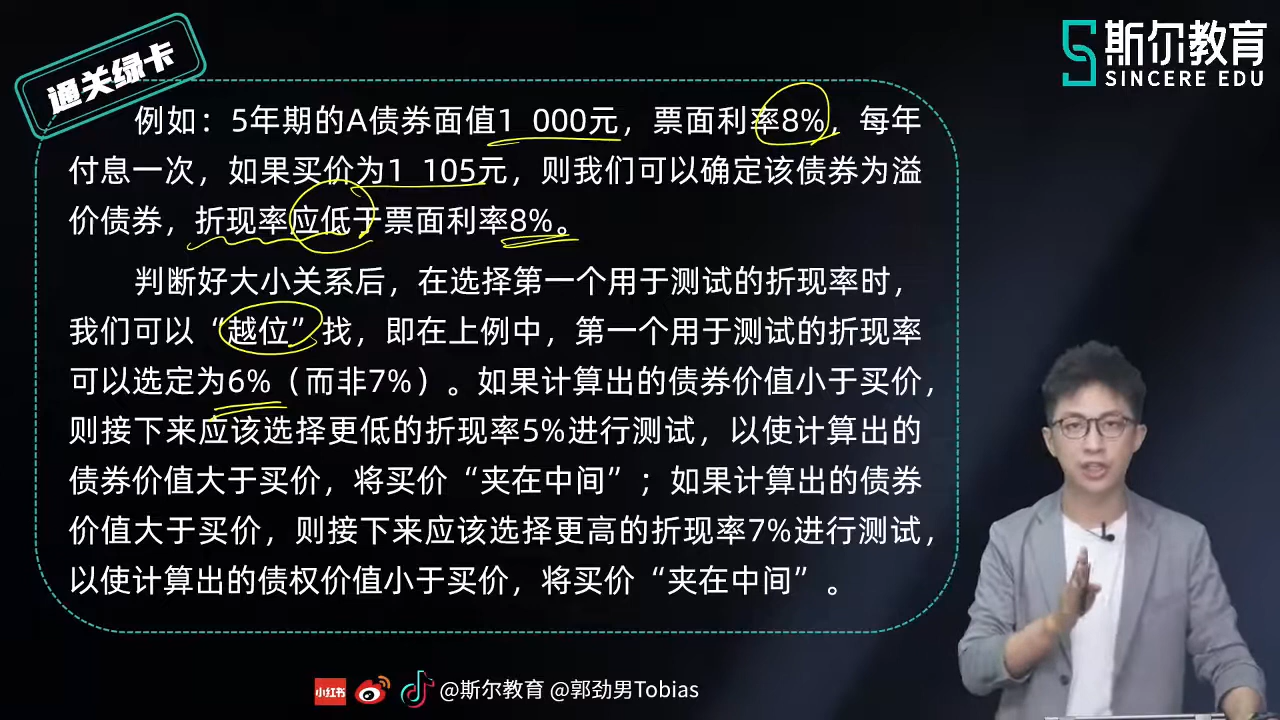 通关绿卡
斯尔教育
SINCERE EDU
例如：5年期的A债券面值1 000元，票面利率8%，每年
付息一次，如果买价为1 105元，则我们可以确定该债券为溢
价债券，折现率应低于票面利率8%。
判断好大小关系后，在选择第一个用于测试的折现率时，
我们可以“越位”找，即在上例中，第一个用于测试的折现率
可以选定为6%（而非7%）。如果计算出的债券价值小于买价，
则接下来应该选择更低的折现率5%进行测试，以使计算出的
债券价值大于买价，将买价“夹在中间”；如果计算出的债券
价值大于买价，则接下来应该选择更高的折现率7%进行测试，
以使计算出的债权价值小于买价，将买价“夹在中间”。
小红书 @斯尔教育 @郭劲男Tobias